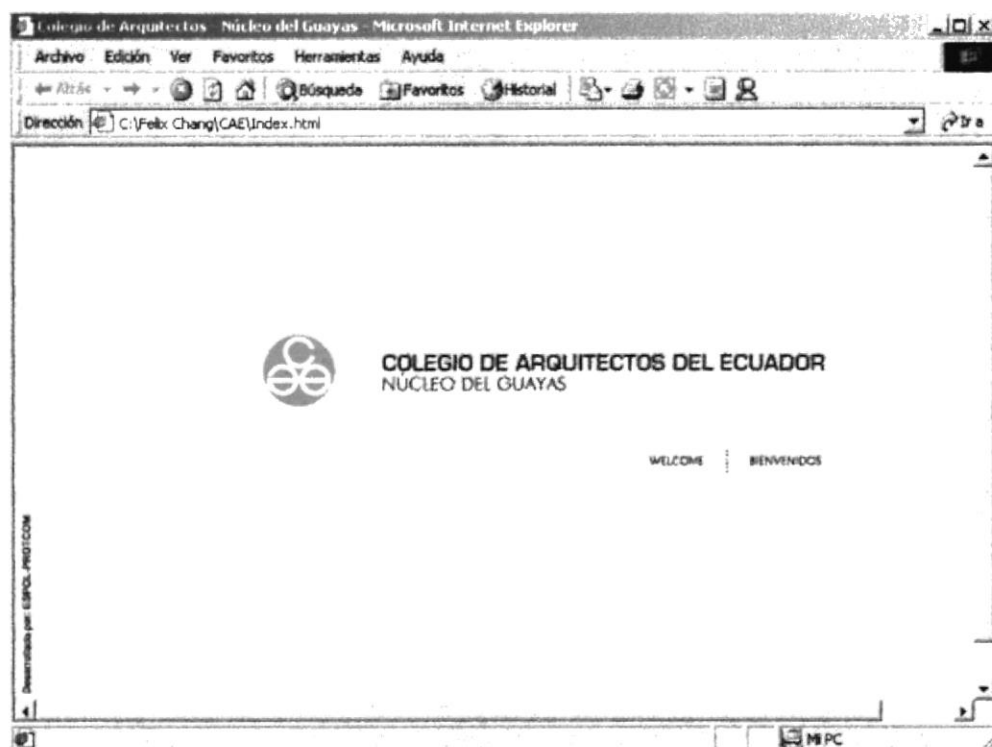 Colegio de Arquitectos - Núcleo del Guayas - Microsoft Internet Explorer
Archivo Edición Ver Favoritos Herramientas Ayuda
Atrás Búsqueda Favoritos Historial
Dirección C:\Felix Chang\CAE\Index.html Ir a
COLEGIO DE ARQUITECTOS DEL ECUADOR
NÚCLEO DEL GUAYAS
WELCOME BIENVENIDOS
Desarrollado por: ESPOL-PROTCOM
Mi PC